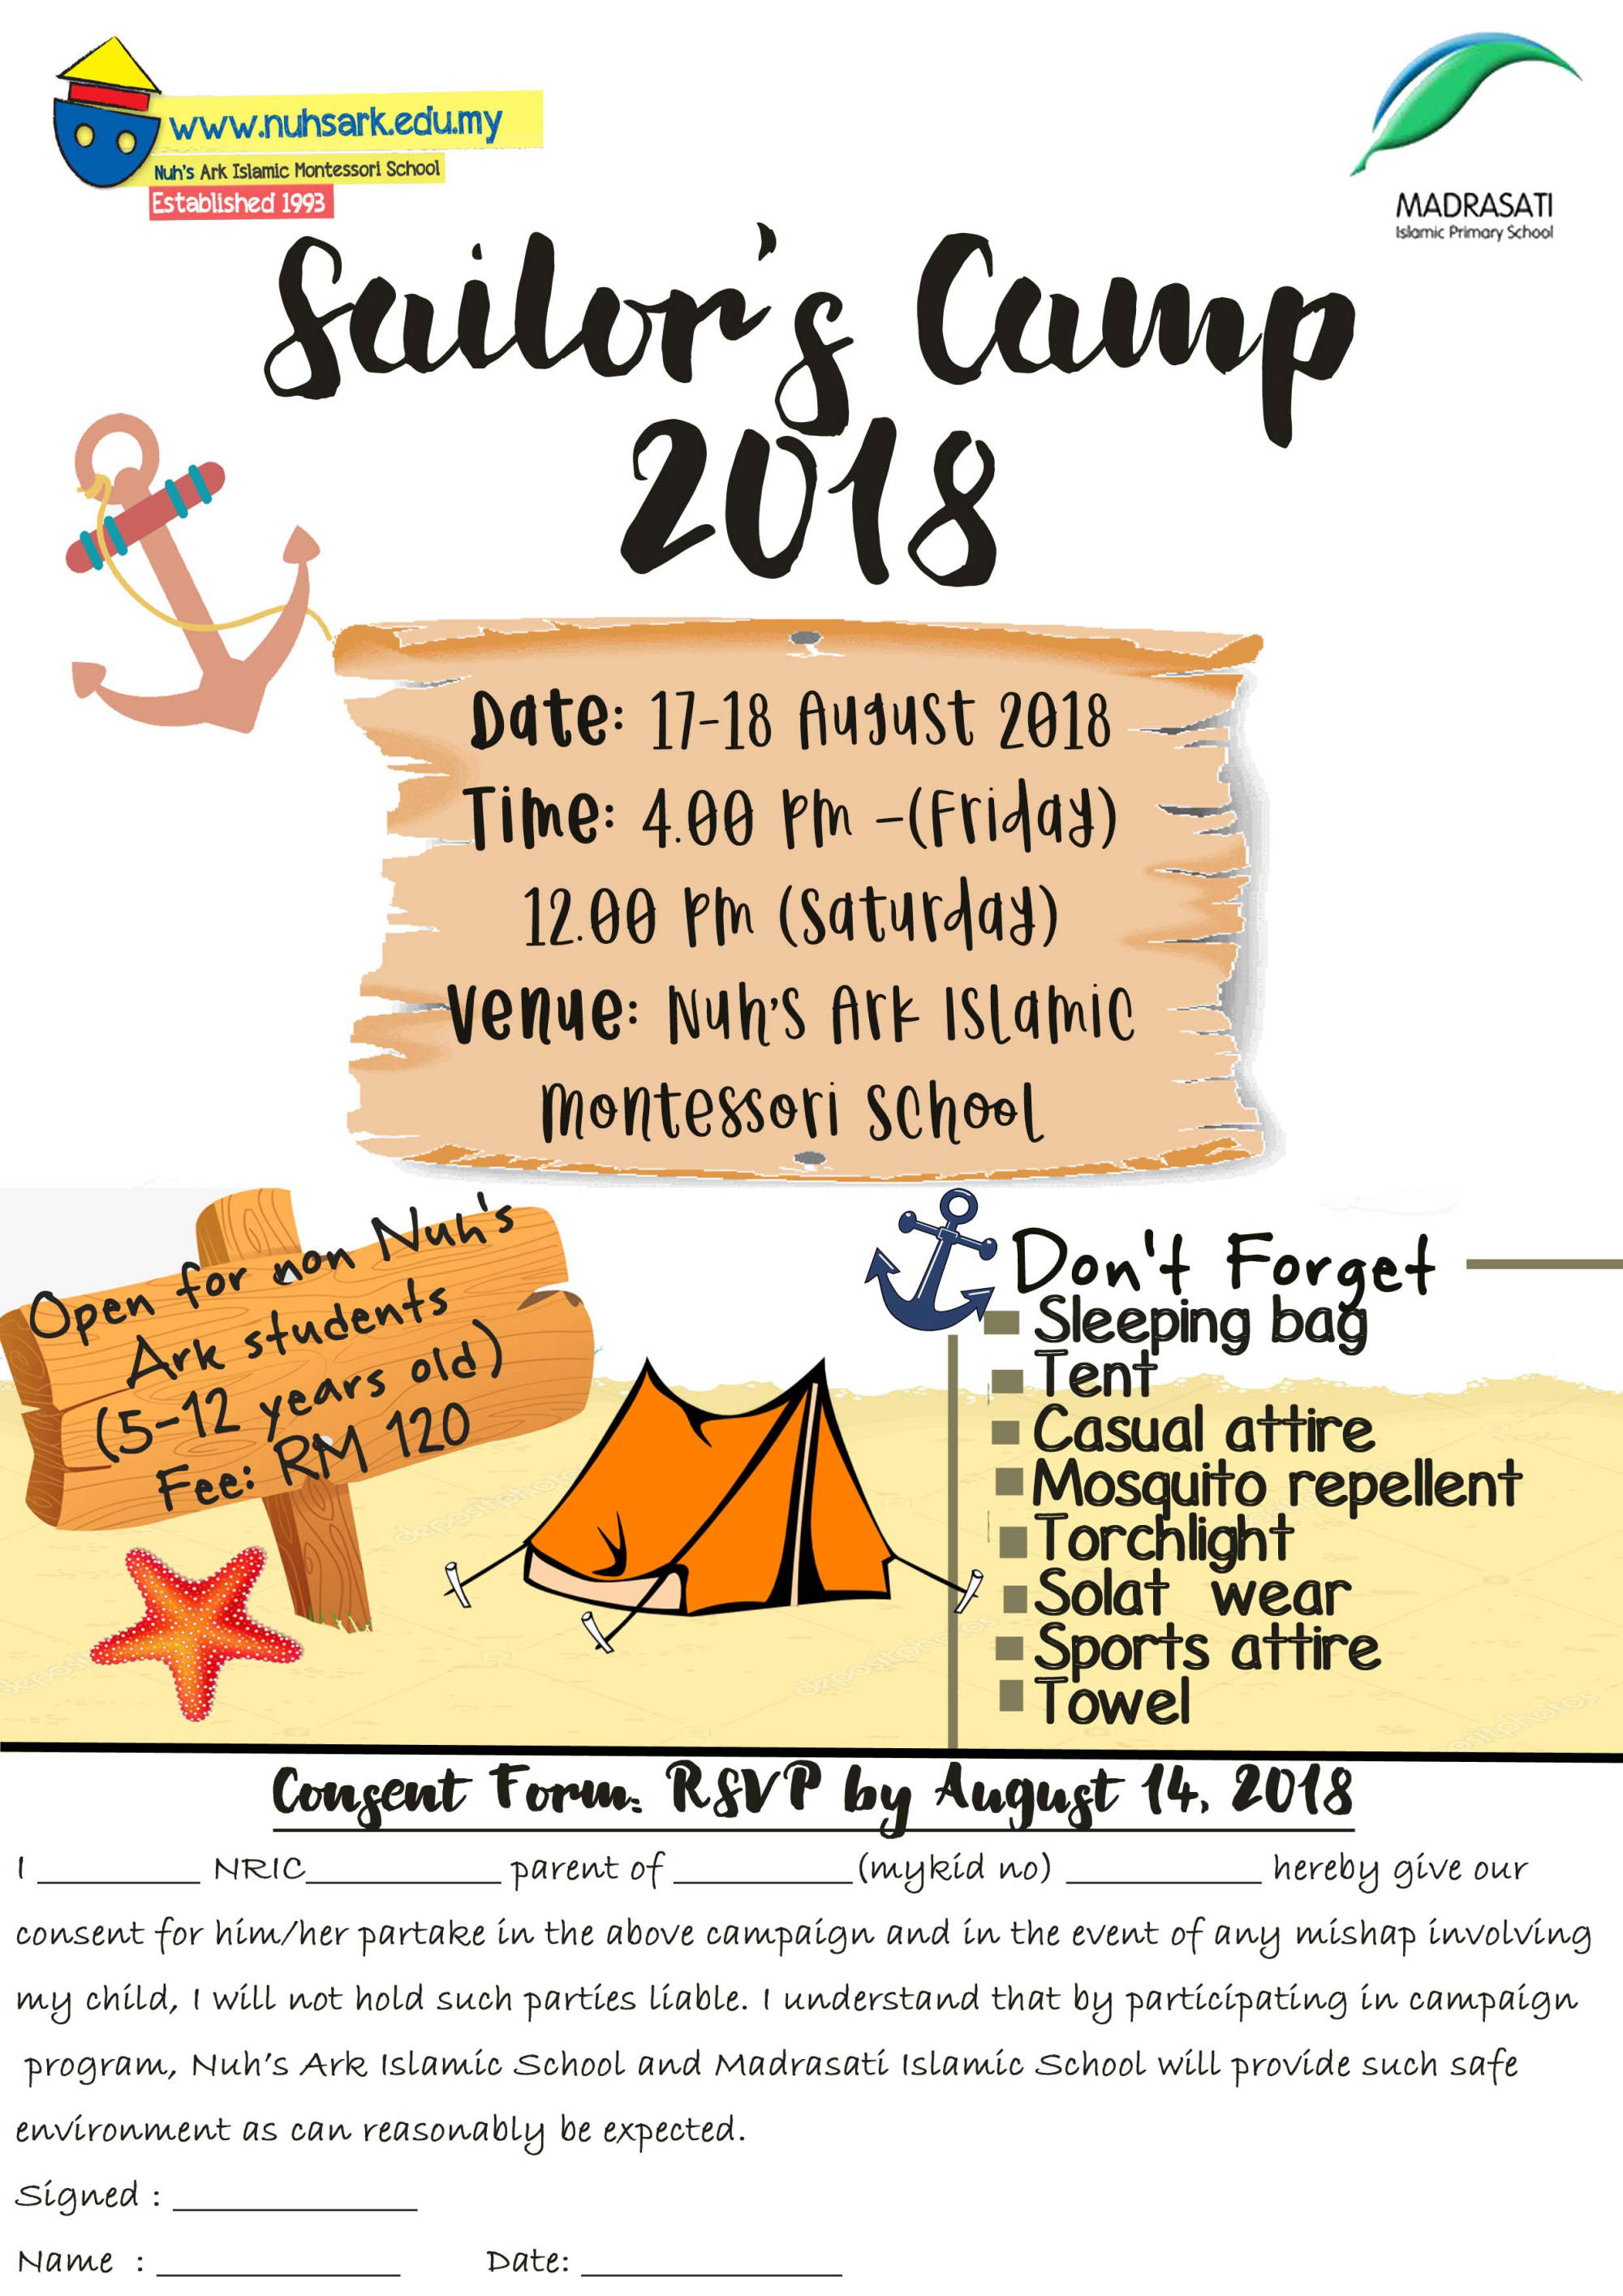 www.nuhsark.edu.my
Nuh's Ark Islamic Montessori School
Established 1993
MADRASATI
Islamic Primary School
Sailor's Camp
2018
Date: 17-18 August 2018
Time: 4.00 pm -(Friday)
12.00 pm (Saturday)
Venue: Nuh's Ark Islamic
Montessori School
Open for non Nuh's
Ark students
(5-12 years old)
Fee: RM 120
Don't Forget
Sleeping bag
Tent
Casual attire
Mosquito repellent
Torchlight
Solat wear
Sports attire
Towel
depositphotos
Consent Form: RSVP by August 14, 2018
I __________ NRIC____________ parent of ___________(mykid no) ____________ hereby give our
consent for him/her partake in the above campaign and in the event of any mishap involving
my child, I will not hold such parties liable. I understand that by participating in campaign
program, Nuh's Ark Islamic School and Madrasati Islamic School will provide such safe
environment as can reasonably be expected.
Signed : _______________
Name : _______________ Date: ________________